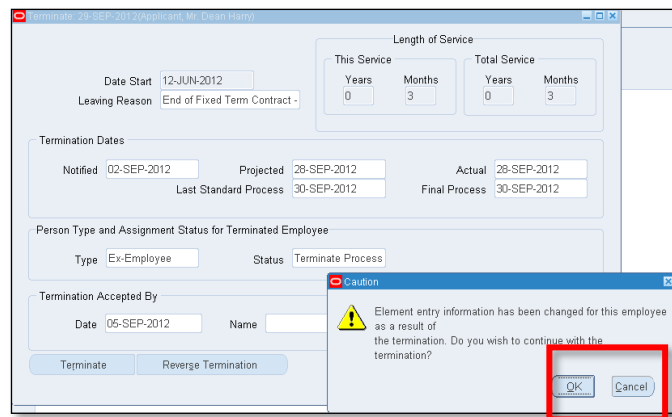 Terminate: 29-SEP-2012(Applicant, Mr. Dean Harry)
Length of Service
This Service
Total Service
Years Months
Years Months
0 3
0 3
Date Start 12-JUN-2012
Leaving Reason End of Fixed Term Contract -
Termination Dates
Notified 02-SEP-2012 Projected 28-SEP-2012 Actual 28-SEP-2012
Last Standard Process 30-SEP-2012 Final Process 30-SEP-2012
Person Type and Assignment Status for Terminated Employee
Type Ex-Employee Status Terminate Process
Termination Accepted By
Date 05-SEP-2012 Name
Terminate Reverse Termination
Caution
Element entry information has been changed for this employee
as a result of
the termination. Do you wish to continue with the
termination?
OK Cancel